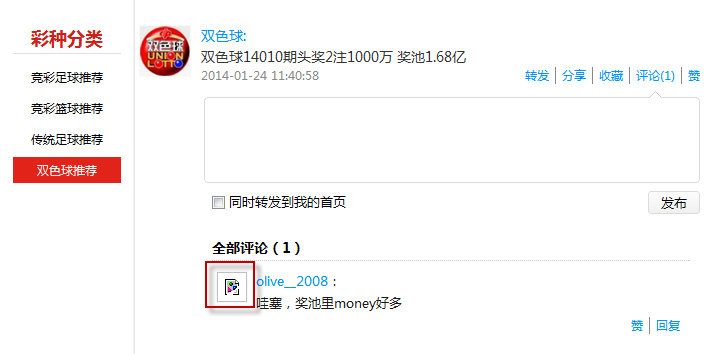 彩种分类
竞彩足球推荐
竞彩篮球推荐
传统足球推荐
双色球推荐
双色球
UNION
LOTTO
双色球:
双色球14010期头奖2注1000万 奖池1.68亿
2014-01-24 11:40:58
转发 | 分享 | 收藏 | 评论(1) | 赞
同时转发到我的首页
发布
全部评论（1）
olive__2008：
哇塞，奖池里money好多
赞 | 回复